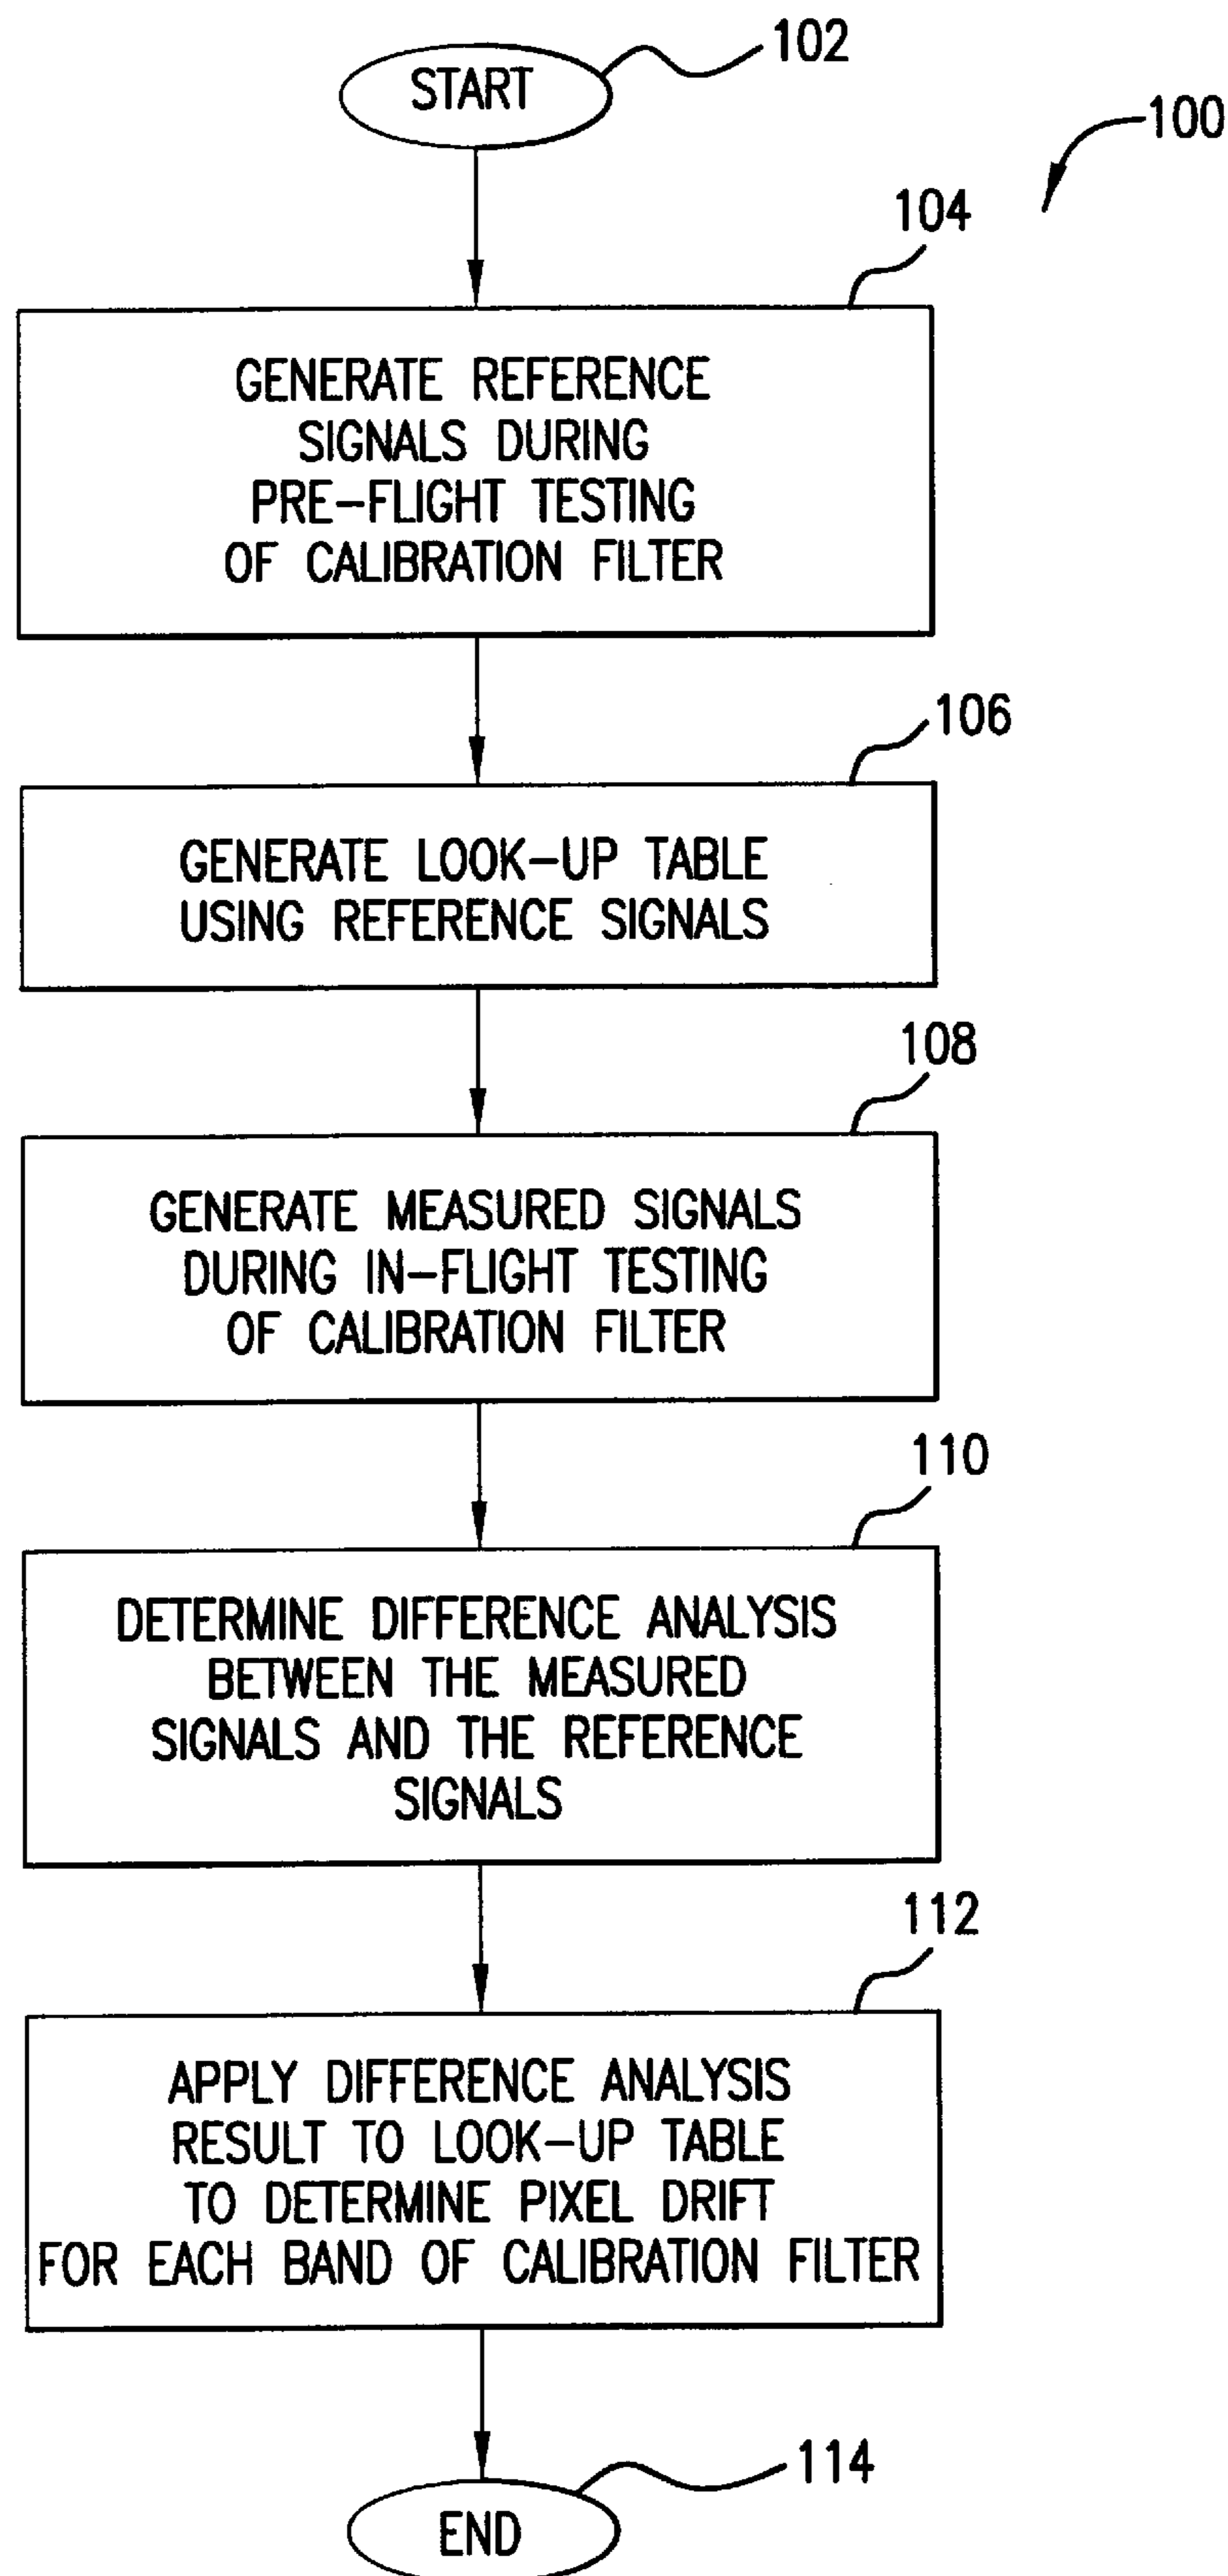 START
102
100
104
GENERATE REFERENCE
SIGNALS DURING
PRE-FLIGHT TESTING
OF CALIBRATION FILTER
106
GENERATE LOOK-UP TABLE
USING REFERENCE SIGNALS
108
GENERATE MEASURED SIGNALS
DURING IN-FLIGHT TESTING
OF CALIBRATION FILTER
110
DETERMINE DIFFERENCE ANALYSIS
BETWEEN THE MEASURED
SIGNALS AND THE REFERENCE
SIGNALS
112
APPLY DIFFERENCE ANALYSIS
RESULT TO LOOK-UP TABLE
TO DETERMINE PIXEL DRIFT
FOR EACH BAND OF CALIBRATION FILTER
114
END